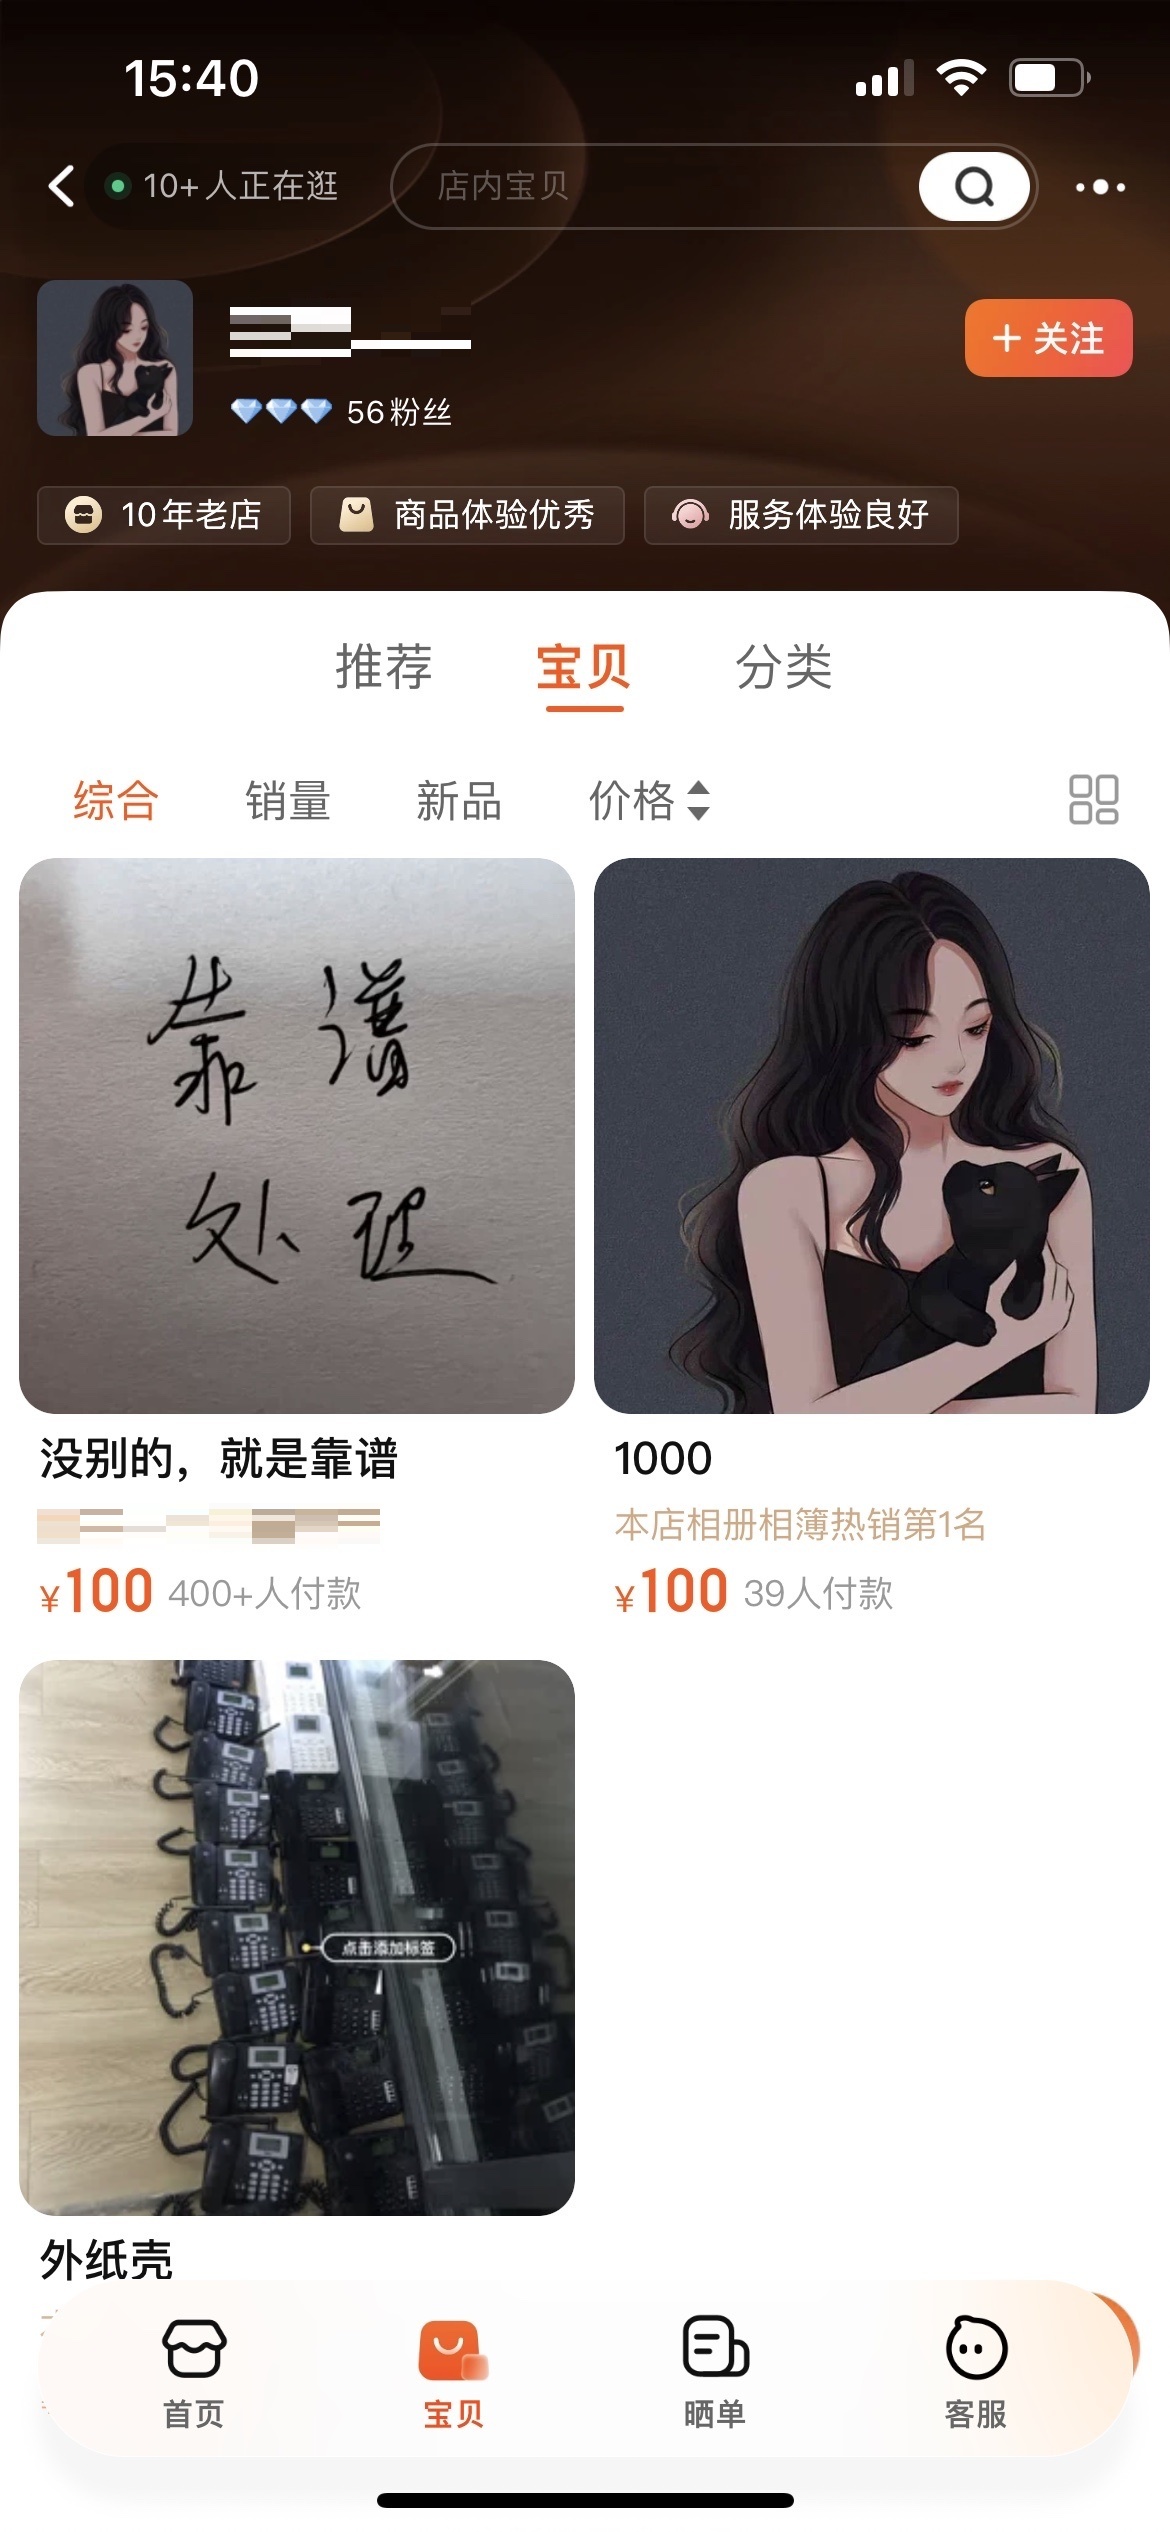 15:40
10+人正在逛
店内宝贝
56粉丝
+ 关注
10年老店
商品体验优秀
服务体验良好
推荐
宝贝
分类
综合
销量
新品
价格
靠谱
处理
没别的，就是靠谱
1000
本店相册相簿热销第1名
¥100 400+人付款
¥100 39人付款
点击添加标签
外纸壳
首页
宝贝
晒单
客服